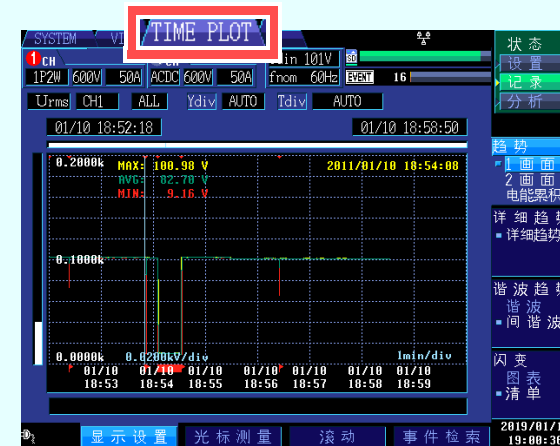 SYSTEM VI TIME PLOT
1 CH in 101V SD
1P2W 600V 50A ACDC 600V 50A fnom 60Hz EVENT 16
Urms CH1 ALL Ydiv AUTO Tdiv AUTO
01/10 18:52:18 01/10 18:58:50
0.2000k MAX: 100.98 V 2011/01/10 18:54:08
AVG: 82.70 V
MIN: 9.16 V
0.1000k
0.0000k 0.0200kV/div 1min/div
01/10 01/10 01/10 01/10 01/10 01/10 01/10
18:53 18:54 18:55 18:56 18:57 18:58 18:59
显示设置 光标测量 滚动 事件检索
状态
设置
记录
分析
趋势
1画面
2画面
电能累积
详细趋势
详细趋势
谐波趋势
谐波
间谐波
闪变
图表
清单
2019/01/1
19:00:3